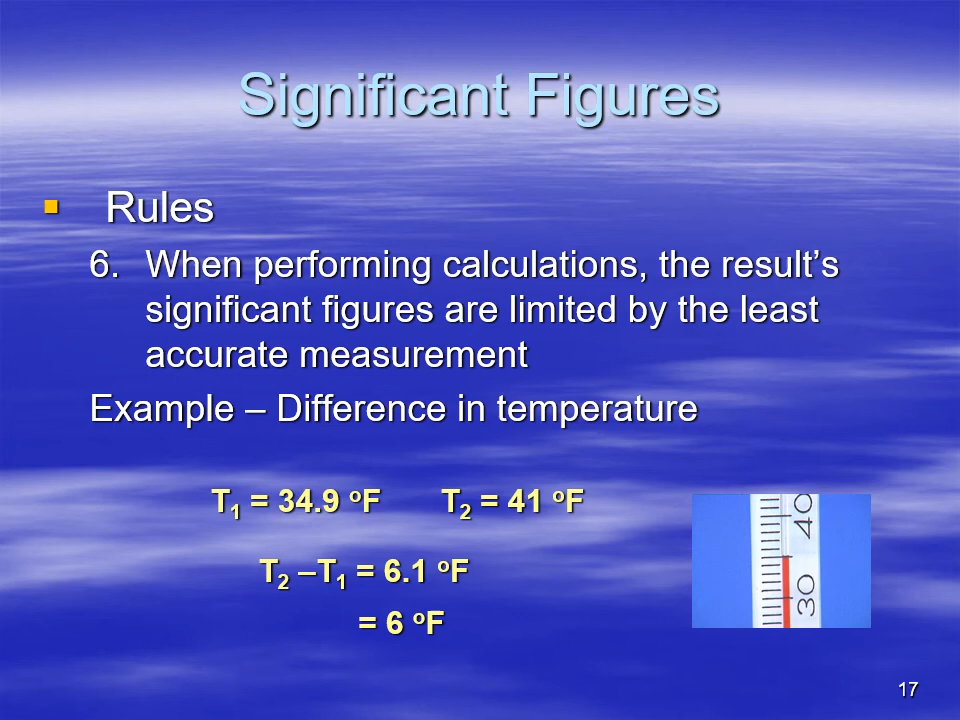 Significant Figures
▪ Rules
6. When performing calculations, the result’s
significant figures are limited by the least
accurate measurement
Example – Difference in temperature
T₁ = 34.9 ºF T₂ = 41 ºF
T₂ –T₁ = 6.1 ºF
= 6 ºF
40
30
17